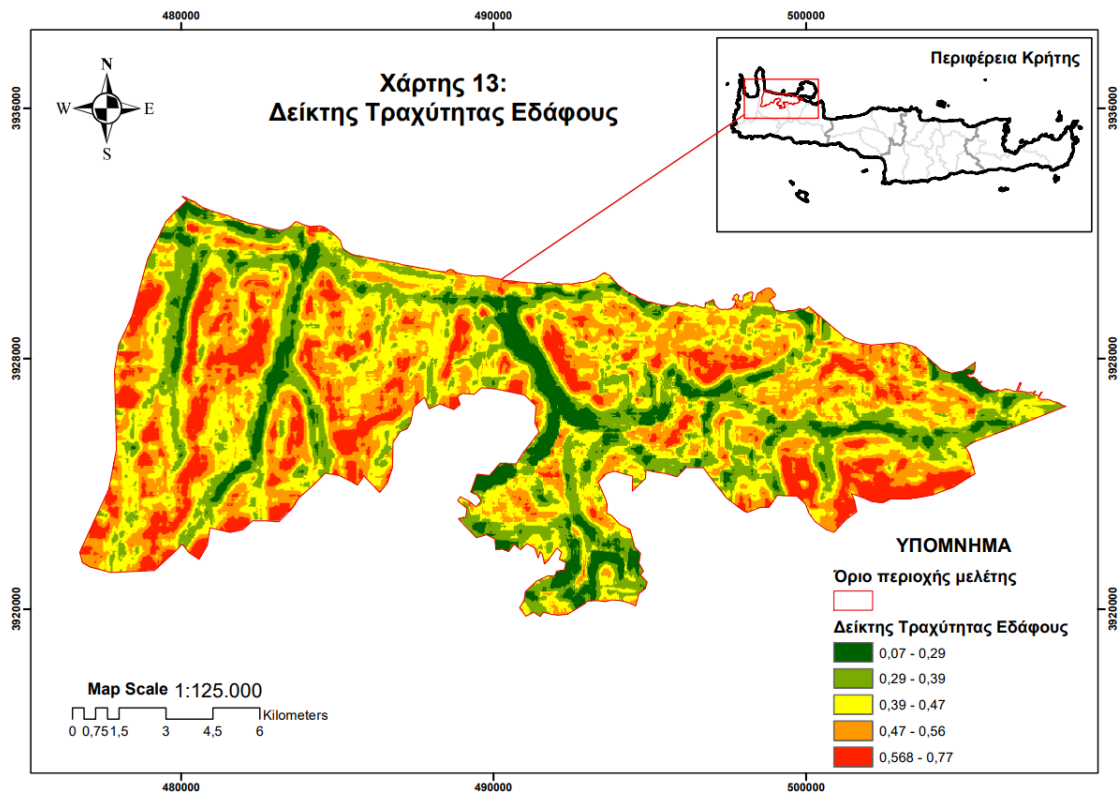 480000
490000
500000
3936000
3936000
N
W
E
S
Χάρτης 13:
Δείκτης Τραχύτητας Εδάφους
Περιφέρεια Κρήτης
3928000
3928000
ΥΠΟΜΝΗΜΑ
Όριο περιοχής μελέτης
Δείκτης Τραχύτητας Εδάφους
0,07 - 0,29
0,29 - 0,39
0,39 - 0,47
0,47 - 0,56
0,568 - 0,77
3920000
3920000
Map Scale 1:125.000
Kilometers
0 0,75 1,5 3 4,5 6
480000
490000
500000